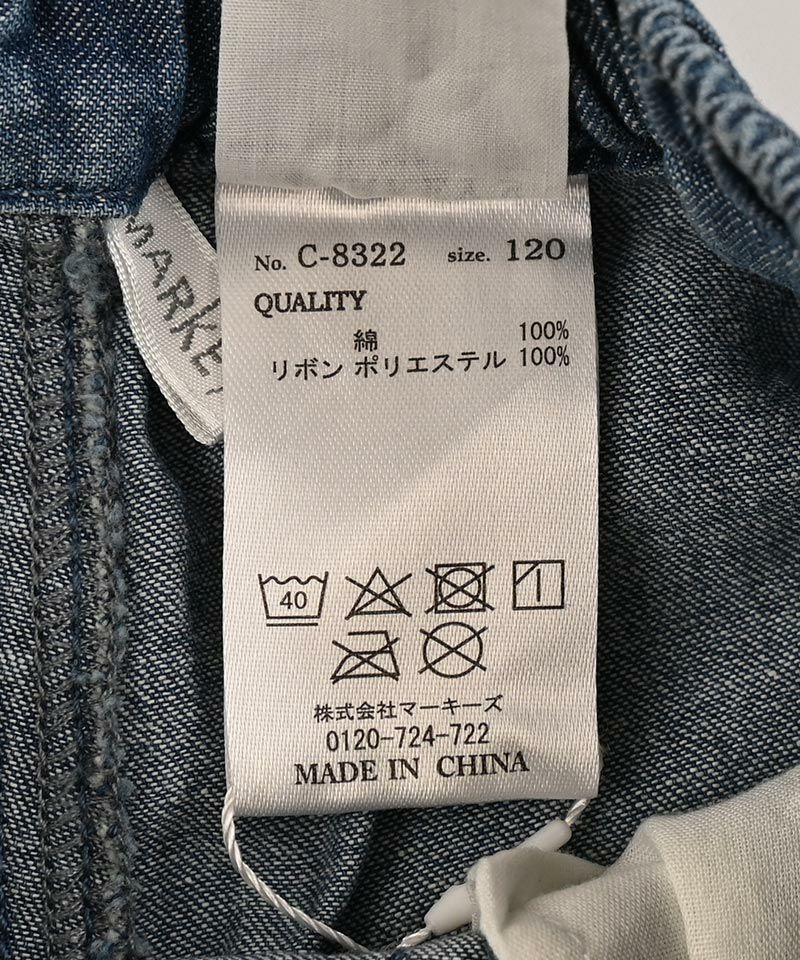 MARKE
No. C-8322 size. 120
QUALITY
綿 100%
リボン ポリエステル 100%
40
株式会社マーキーズ
0120-724-722
MADE IN CHINA